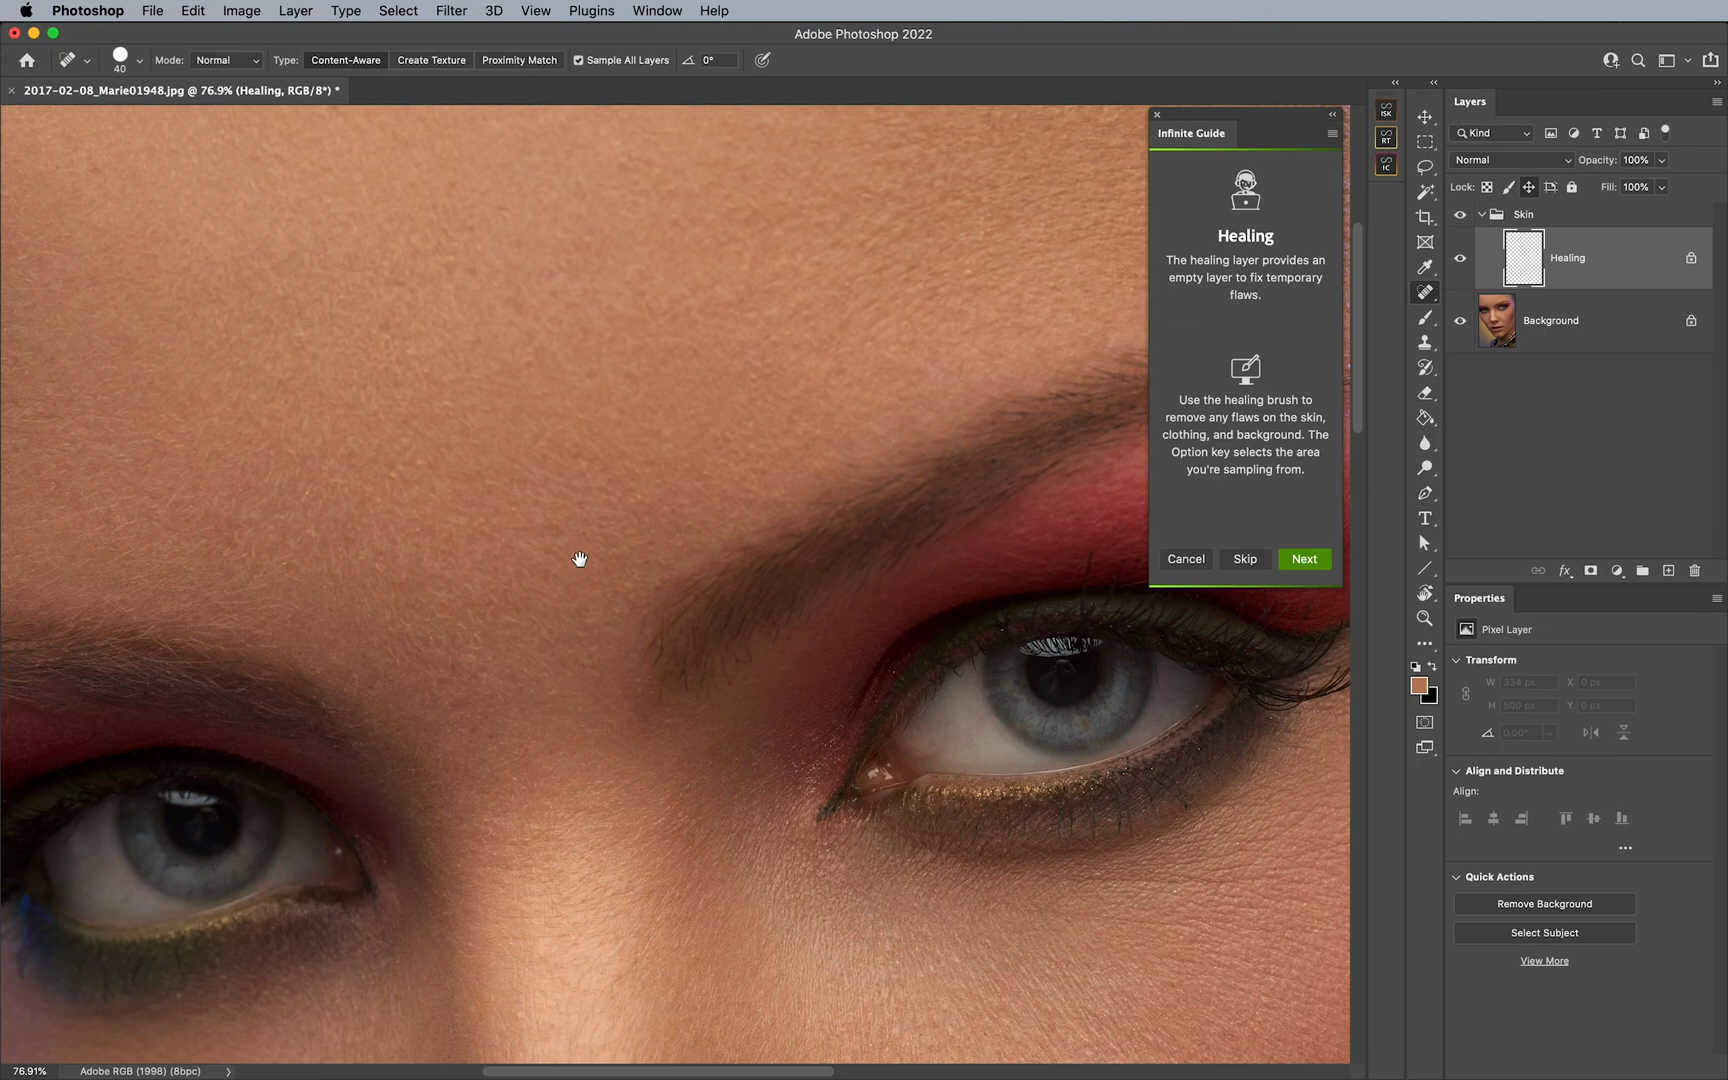 Photoshop File Edit Image Layer Type Select Filter 3D View Plugins Window Help
Adobe Photoshop 2022
40 Mode: Normal Type: Content-Aware Create Texture Proximity Match Sample All Layers 0°
2017-02-08_Marie01948.jpg @ 76.9% (Healing, RGB/8*) *
Infinite Guide
Healing
The healing layer provides an
empty layer to fix temporary
flaws.
Use the healing brush to
remove any flaws on the skin,
clothing, and background. The
Option key selects the area
you're sampling from.
Cancel Skip Next
ISK
RT
IC
Layers
Kind
Normal Opacity: 100%
Lock: Fill: 100%
Skin
Healing
Background
fx
Properties
Pixel Layer
Transform
W 334 px X 0 px
H 500 px Y 0 px
0.00°
Align and Distribute
Align:
Quick Actions
Remove Background
Select Subject
View More
76.91% Adobe RGB (1998) (8bpc)